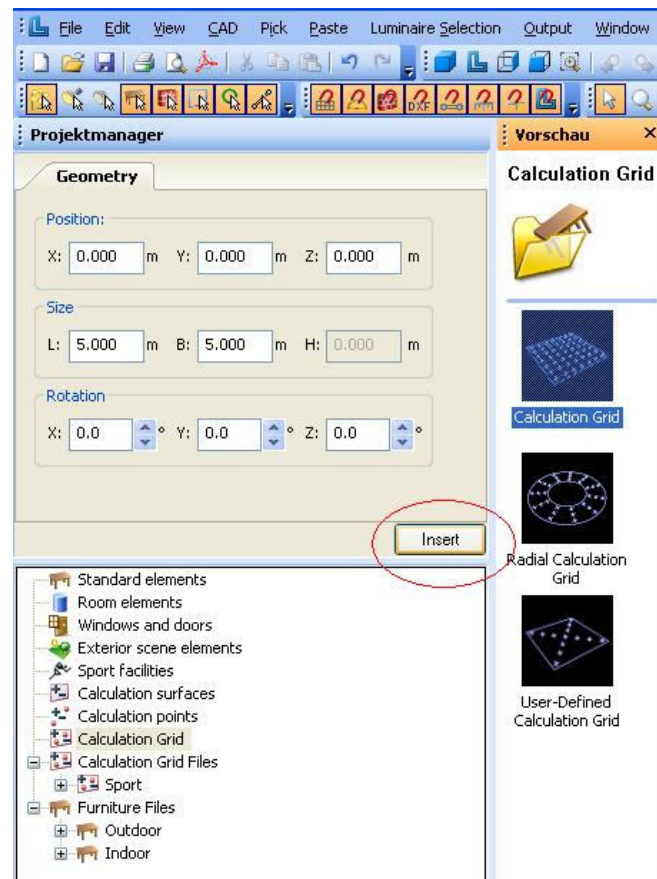 File Edit View CAD Pick Paste Luminaire Selection Output Window
DXF
Projektmanager
Geometry
Position:
X: 0.000 m Y: 0.000 m Z: 0.000 m
Size
L: 5.000 m B: 5.000 m H: 0.000 m
Rotation
X: 0.0 ° Y: 0.0 ° Z: 0.0 °
Insert
Standard elements
Room elements
Windows and doors
Exterior scene elements
Sport facilities
Calculation surfaces
Calculation points
Calculation Grid
Calculation Grid Files
Sport
Furniture Files
Outdoor
Indoor
Vorschau
Calculation Grid
Calculation Grid
Radial Calculation
Grid
User-Defined
Calculation Grid